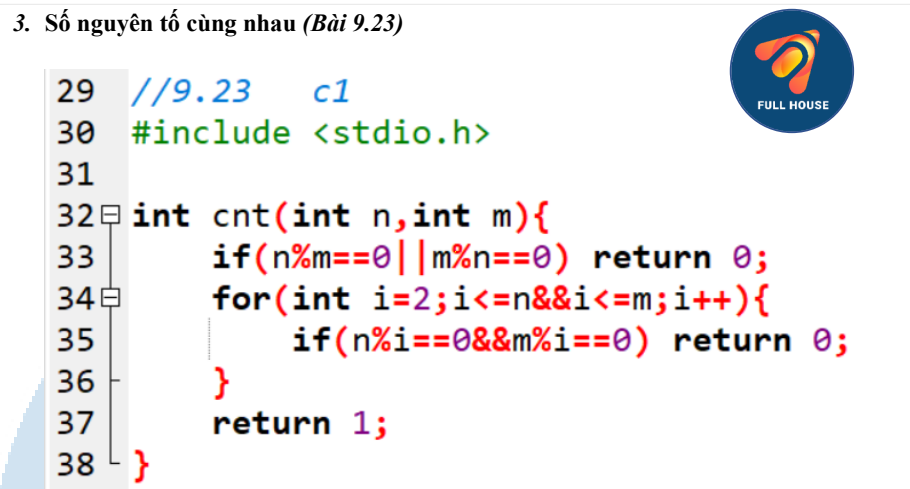 3. Số nguyên tố cùng nhau (Bài 9.23)
FULL HOUSE
29 //9.23 c1
30 #include <stdio.h>
31
32 int cnt(int n,int m){
33 if(n%m==0||m%n==0) return 0;
34 for(int i=2;i<=n&&i<=m;i++){
35 if(n%i==0&&m%i==0) return 0;
36 }
37 return 1;
38 }